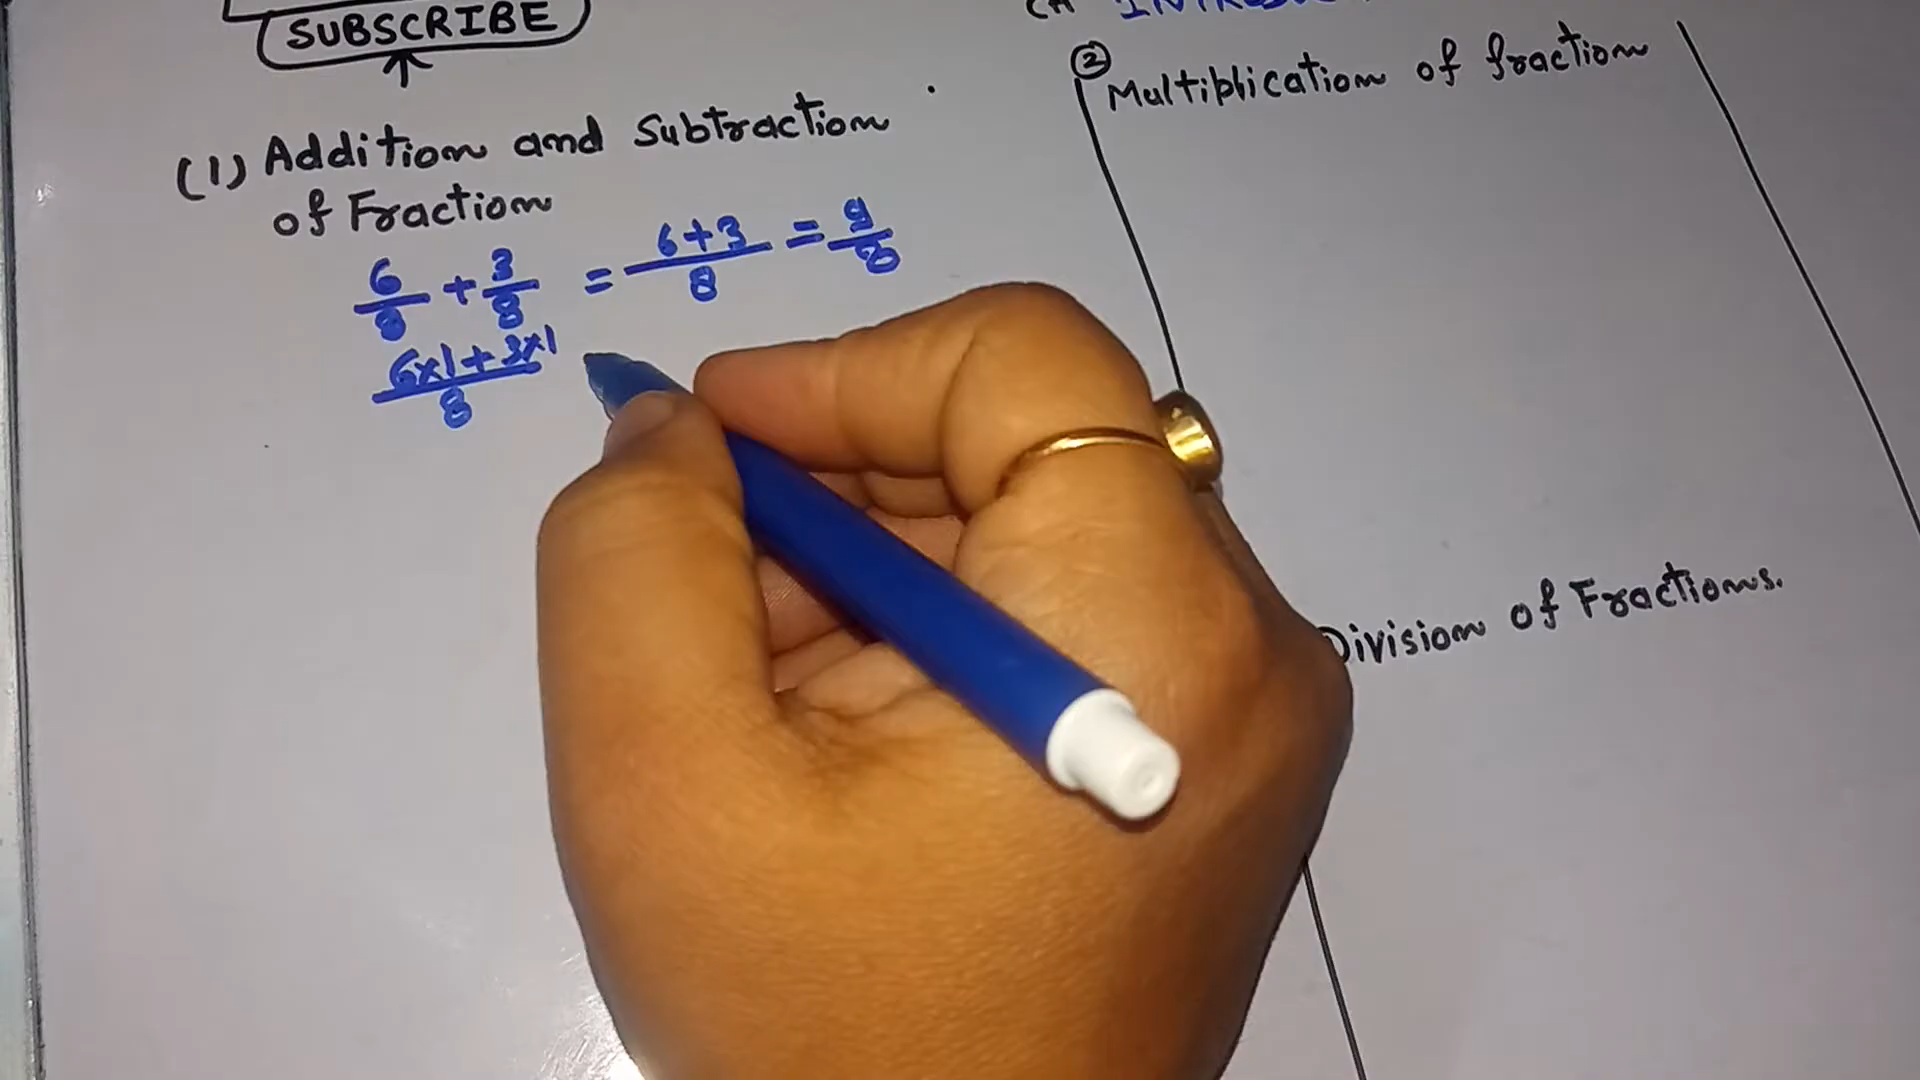 SUBSCRIBE
(1) Addition and Subtraction
of Fraction
6/8 + 3/8 = 6+3/8 = 9/8
6×1+3×1/8
②
Multiplication of fraction
Division of Fractions.